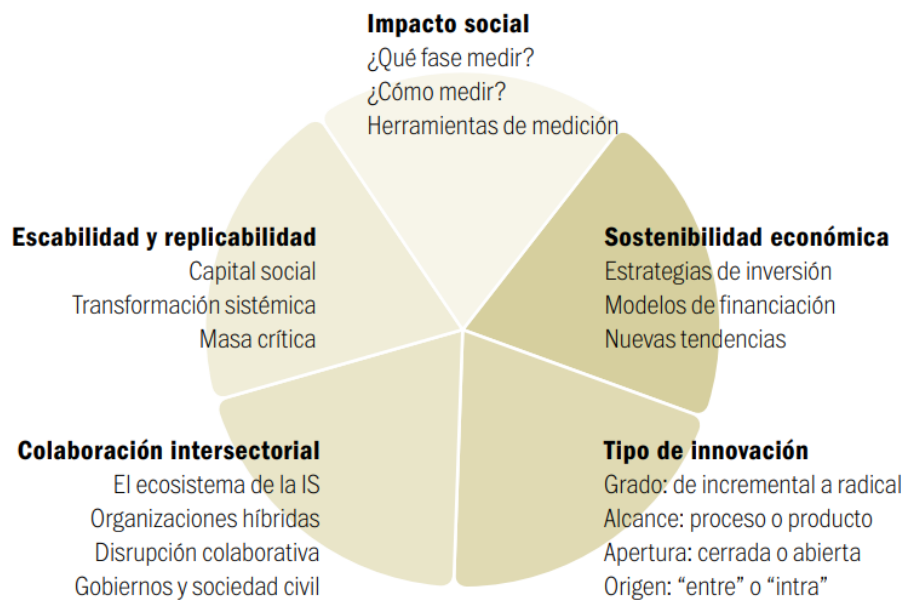 Impacto social
¿Qué fase medir?
¿Cómo medir?
Herramientas de medición
Sostenibilidad económica
Estrategias de inversión
Modelos de financiación
Nuevas tendencias
Tipo de innovación
Grado: de incremental a radical
Alcance: proceso o producto
Apertura: cerrada o abierta
Origen: “entre” o “intra”
Colaboración intersectorial
El ecosistema de la IS
Organizaciones híbridas
Disrupción colaborativa
Gobiernos y sociedad civil
Escabilidad y replicabilidad
Capital social
Transformación sistémica
Masa crítica